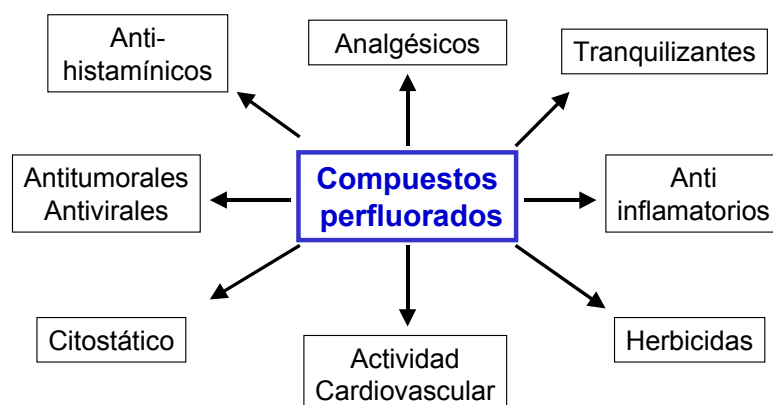 Anti-
histamínicos
Analgésicos
Tranquilizantes
Antitumorales
Antivirales
Compuestos
perfluorados
Anti
inflamatorios
Citostático
Actividad
Cardiovascular
Herbicidas